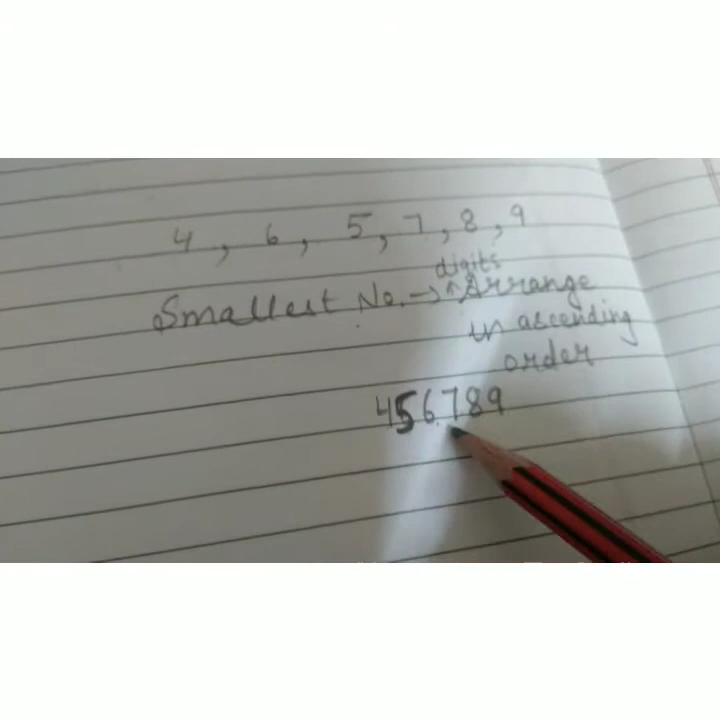 4, 6, 5, 7, 8, 9
digits
Smallest No. → ^Arrange
in ascending
order
456789